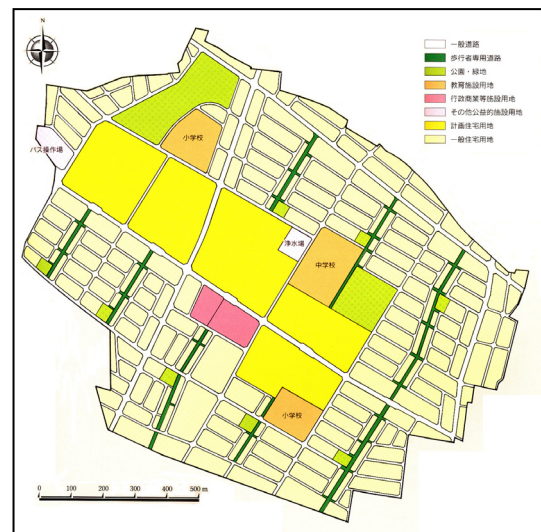 N
一般道路
歩行者専用道路
公園・緑地
教育施設用地
行政商業等施設用地
その他公益的施設用地
計画住宅用地
一般住宅用地
小学校
バス操作場
浄水場
中学校
小学校
0 100 200 300 400 500 m